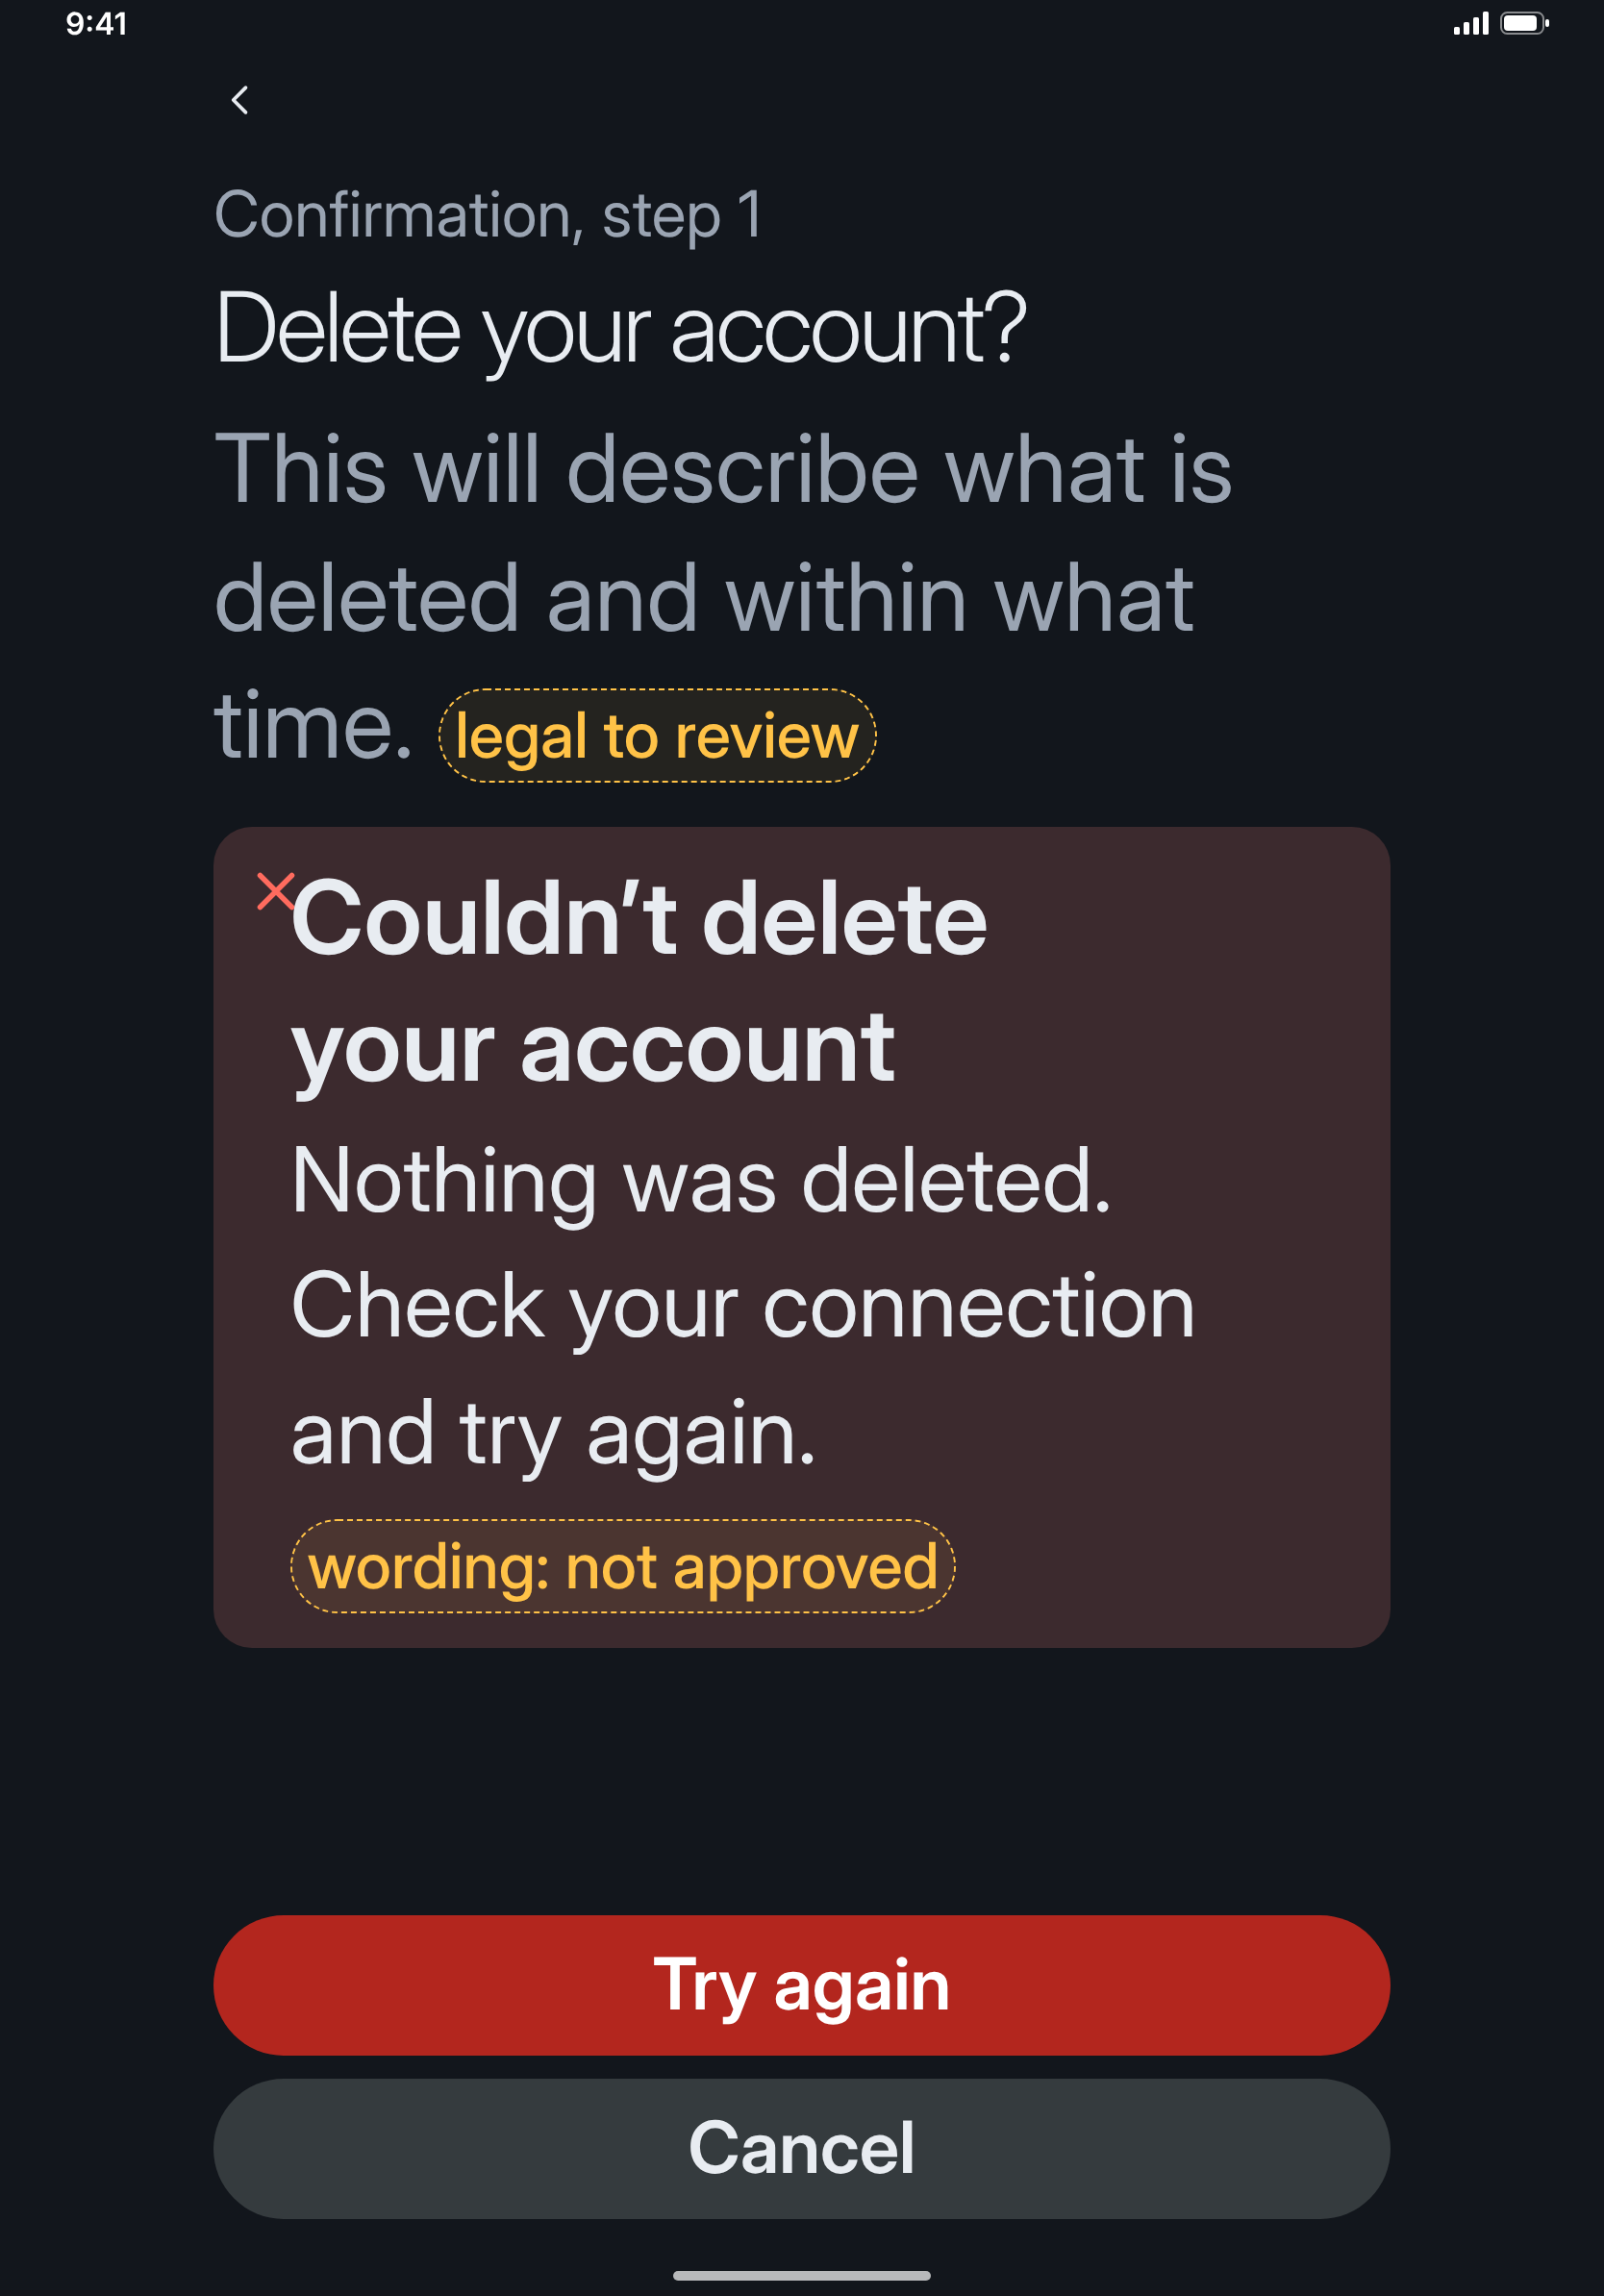 9:41
Confirmation, step 1
Delete your account?
This will describe what is
deleted and within what
time. legal to review
Couldn’t delete
your account
Nothing was deleted.
Check your connection
and try again.
wording: not approved
Try again
Cancel